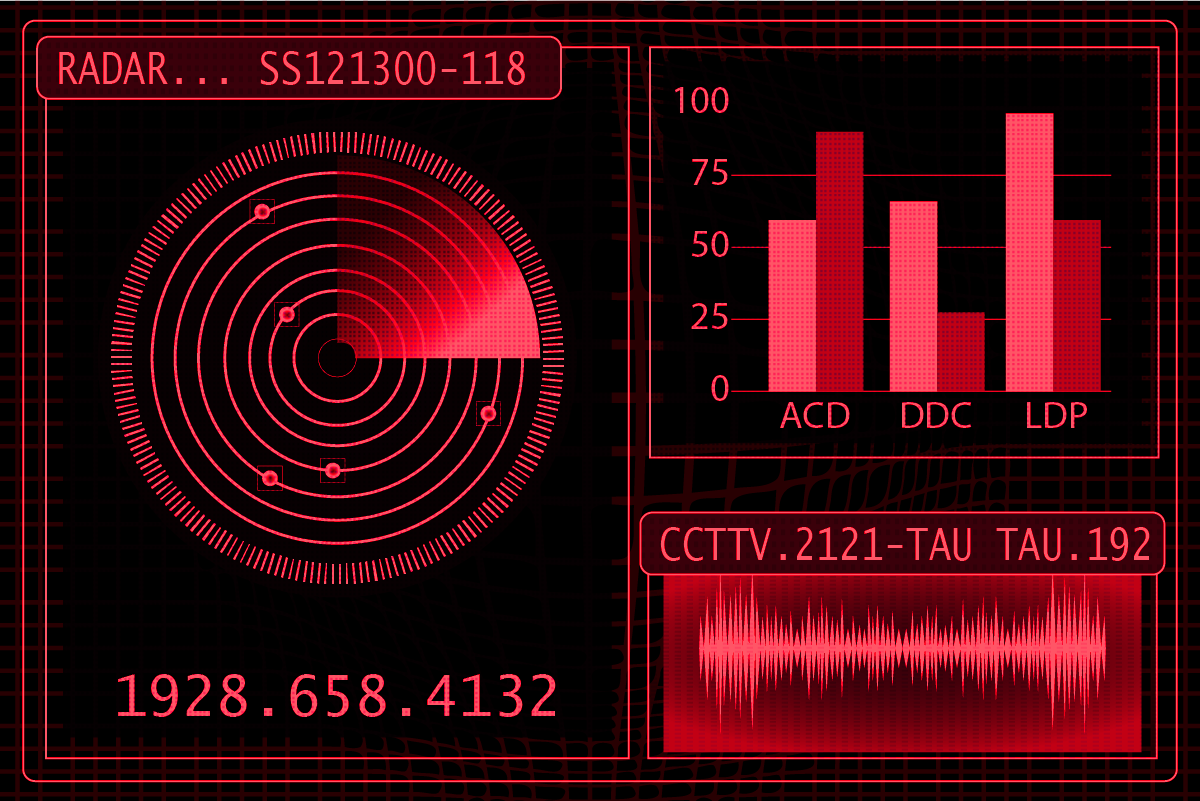 RADAR... SS121300-118
1928.658.4132
100
75
50
25
0
ACD DDC LDP
CCTTV.2121-TAU TAU.192